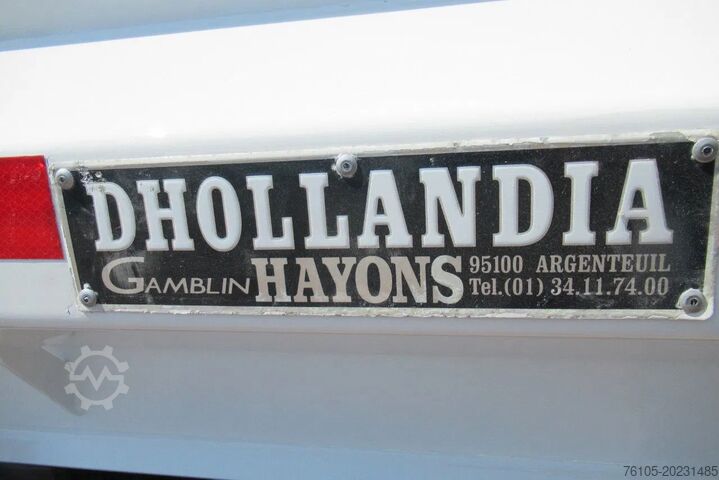 DHOLLANDIA
GAMBLIN HAYONS 95100 ARGENTEUIL
Tel.(01) 34.11.74.00
76105-20231485